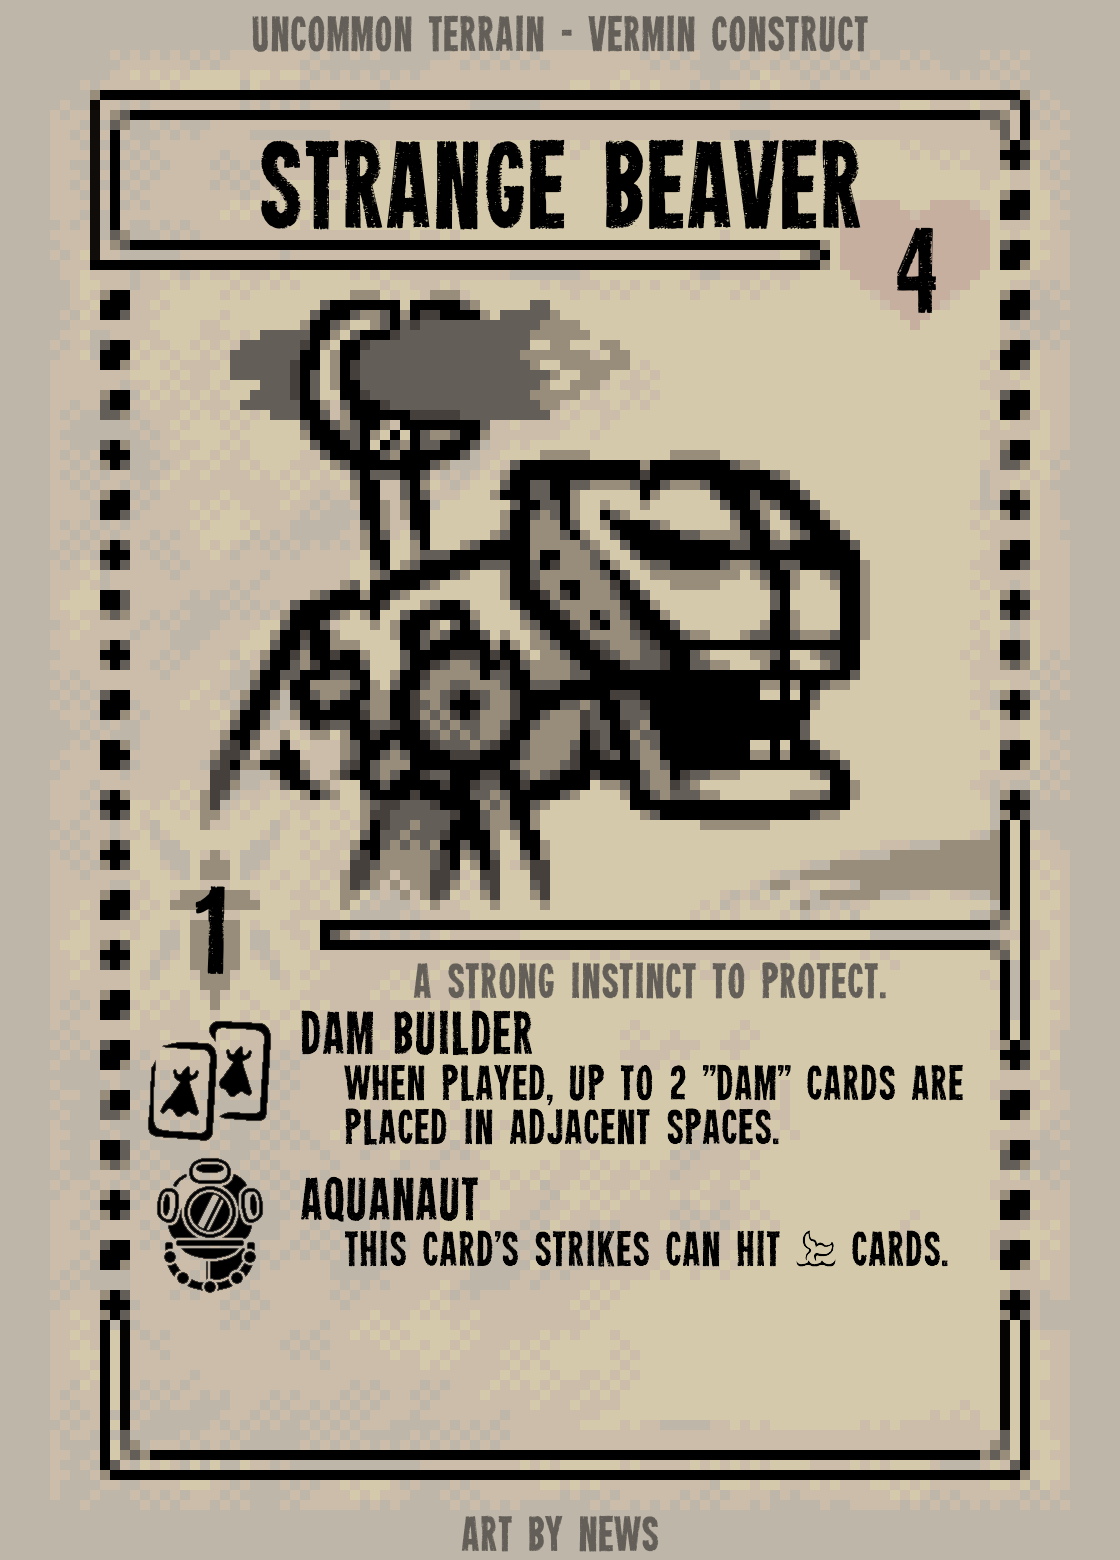 UNCOMMON TERRAIN - VERMIN CONSTRUCT
STRANGE BEAVER
4
1
A STRONG INSTINCT TO PROTECT.
DAM BUILDER
WHEN PLAYED, UP TO 2 "DAM" CARDS ARE
PLACED IN ADJACENT SPACES.
AQUANAUT
THIS CARD'S STRIKES CAN HIT CARDS.
ART BY NEWS